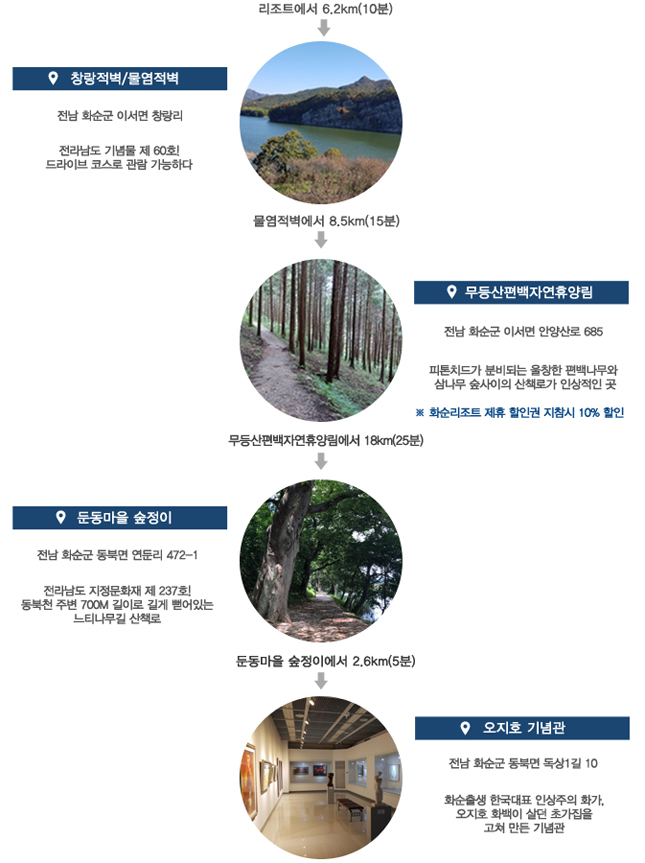 리조트에서 6.2km(10분)
창랑적벽/물염적벽
전남 화순군 이서면 창랑리
전라남도 기념물 제 60호!
드라이브 코스로 관람 가능하다
물염적벽에서 8.5km(15분)
무등산편백자연휴양림
전남 화순군 이서면 안양산로 685
피톤치드가 분비되는 울창한 편백나무와
삼나무 숲사이의 산책로가 인상적인 곳
※ 화순리조트 제휴 할인권 지참시 10% 할인
무등산편백자연휴양림에서 18km(25분)
둔동마을 숲정이
전남 화순군 동북면 연둔리 472-1
전라남도 지정문화재 제 237호!
동북천 주변 700M 길이로 길게 뻗어있는
느티나무길 산책로
둔동마을 숲정이에서 2.6km(5분)
오지호 기념관
전남 화순군 동북면 독상1길 10
화순출생 한국대표 인상주의 화가,
오지호 화백이 살던 초가집을
고쳐 만든 기념관